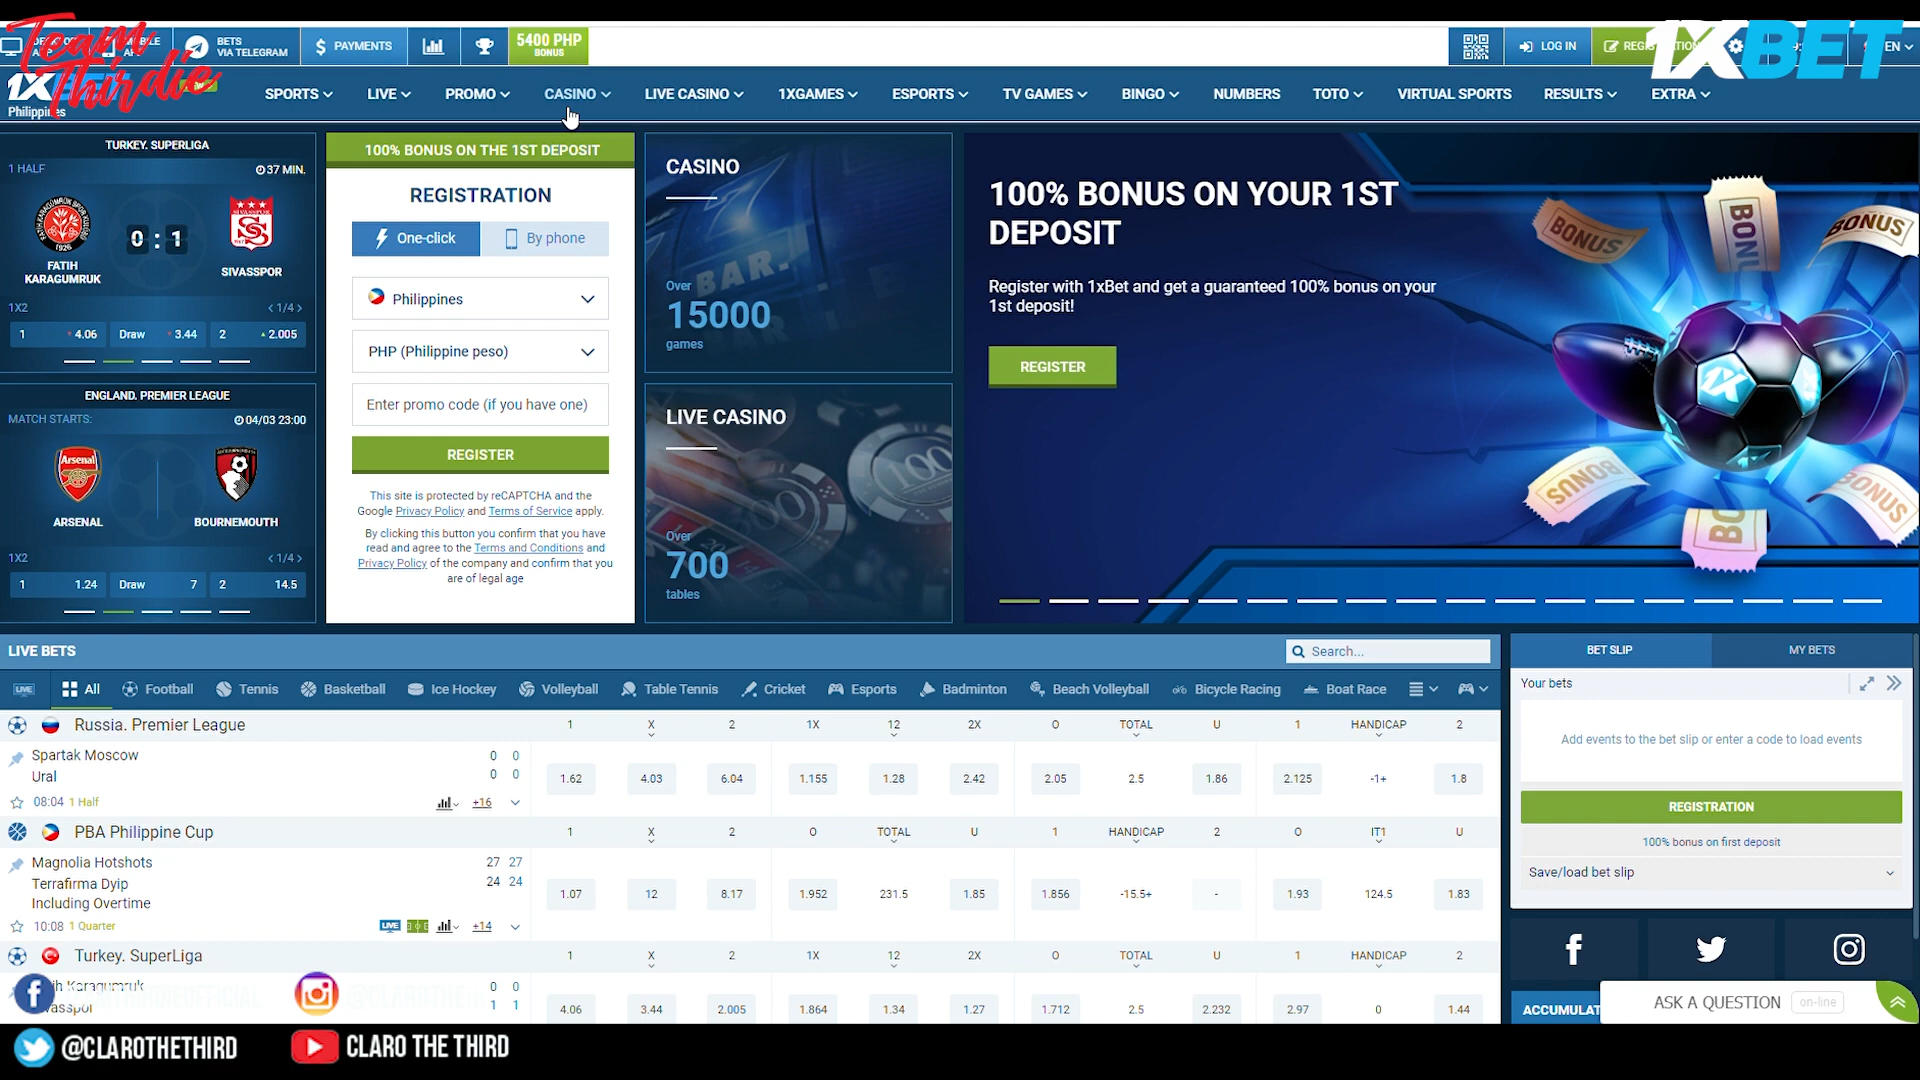 Team
Thirdie
BETS
VIA TELEGRAM
PAYMENTS
5400 PHP
BONUS
LOG IN
EN
1XBET
Philippines
SPORTS
LIVE
PROMO
CASINO
LIVE CASINO
1XGAMES
ESPORTS
TV GAMES
BINGO
NUMBERS
TOTO
VIRTUAL SPORTS
RESULTS
EXTRA
TURKEY. SUPERLIGA
1 HALF
37 MIN.
0 : 1
FATIH
KARAGUMRUK
SIVASSPOR
1X2
1/4
1 4.06 Draw 3.44 2 2.005
ENGLAND. PREMIER LEAGUE
MATCH STARTS:
04/03 23:00
Arsenal
ARSENAL
BOURNEMOUTH
1X2
1/4
1 1.24 Draw 7 2 14.5
100% BONUS ON THE 1ST DEPOSIT
REGISTRATION
One-click
By phone
Philippines
PHP (Philippine peso)
Enter promo code (if you have one)
REGISTER
This site is protected by reCAPTCHA and the
Google Privacy Policy and Terms of Service apply.
By clicking this button you confirm that you have
read and agree to the Terms and Conditions and
Privacy Policy of the company and confirm that you
are of legal age
CASINO
BAR.
Over
15000
games
LIVE CASINO
100
Over
700
tables
100% BONUS ON YOUR 1ST
DEPOSIT
Register with 1xBet and get a guaranteed 100% bonus on your
1st deposit!
REGISTER
BONUS
BONUS
BONUS
BONUS
BONUS
LIVE BETS
Search...
LIVE
All
Football
Tennis
Basketball
Ice Hockey
Volleyball
Table Tennis
Cricket
Esports
Badminton
Beach Volleyball
Bicycle Racing
Boat Race
Russia. Premier League 1 X 2 1X 12 2X O TOTAL U 1 HANDICAP 2
Spartak Moscow 0 0
Ural 0 0
1.62 4.03 6.04 1.155 1.28 2.42 2.05 2.5 1.86 2.125 -1+ 1.8
08:04 1 Half +16
PBA Philippine Cup 1 X 2 O TOTAL U 1 HANDICAP 2 O IT1 U
Magnolia Hotshots 27 27
Terrafirma Dyip 24 24
Including Overtime
1.07 12 8.17 1.952 231.5 1.85 1.856 -15.5+ - 1.93 124.5 1.83
10:08 1 Quarter LIVE +14
Turkey. SuperLiga 1 X 2 1X 12 2X O TOTAL U 1 HANDICAP 2
0 0
1 1
4.06 3.44 2.005 1.864 1.34 1.27 1.712 2.5 2.232 2.97 0 1.44
BET SLIP
MY BETS
Your bets
Add events to the bet slip or enter a code to load events
REGISTRATION
100% bonus on first deposit
Save/load bet slip
ASK A QUESTION
on-line
@CLAROTHETHIRD
CLARO THE THIRD